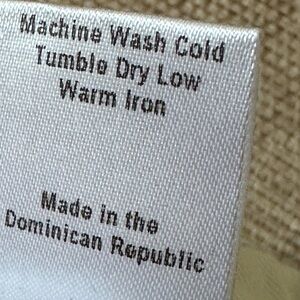 Machine Wash Cold
Tumble Dry Low
Warm Iron
Made in the
Dominican Republic